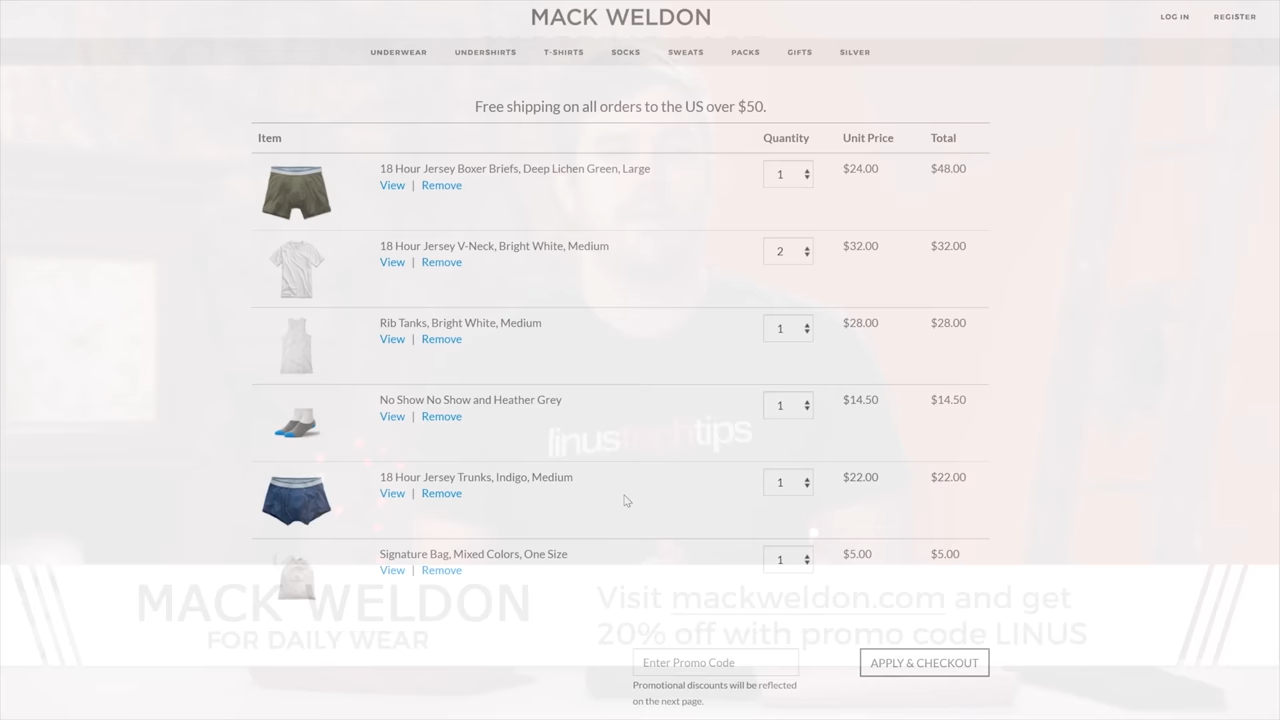 MACK WELDON
LOG IN REGISTER
UNDERWEAR UNDERSHIRTS T-SHIRTS SOCKS SWEATS PACKS GIFTS SILVER
Free shipping on all orders to the US over $50.
Item Quantity Unit Price Total
18 Hour Jersey Boxer Briefs, Deep Lichen Green, Large 1 $24.00 $48.00
View | Remove
18 Hour Jersey V-Neck, Bright White, Medium 2 $32.00 $32.00
View | Remove
Rib Tanks, Bright White, Medium 1 $28.00 $28.00
View | Remove
No Show No Show and Heather Grey 1 $14.50 $14.50
View | Remove
linustechtips
18 Hour Jersey Trunks, Indigo, Medium 1 $22.00 $22.00
View | Remove
Signature Bag, Mixed Colors, One Size 1 $5.00 $5.00
View | Remove
MACK WELDON
FOR DAILY WEAR
Visit mackweldon.com and get
20% off with promo code LINUS
Enter Promo Code APPLY & CHECKOUT
Promotional discounts will be reflected
on the next page.